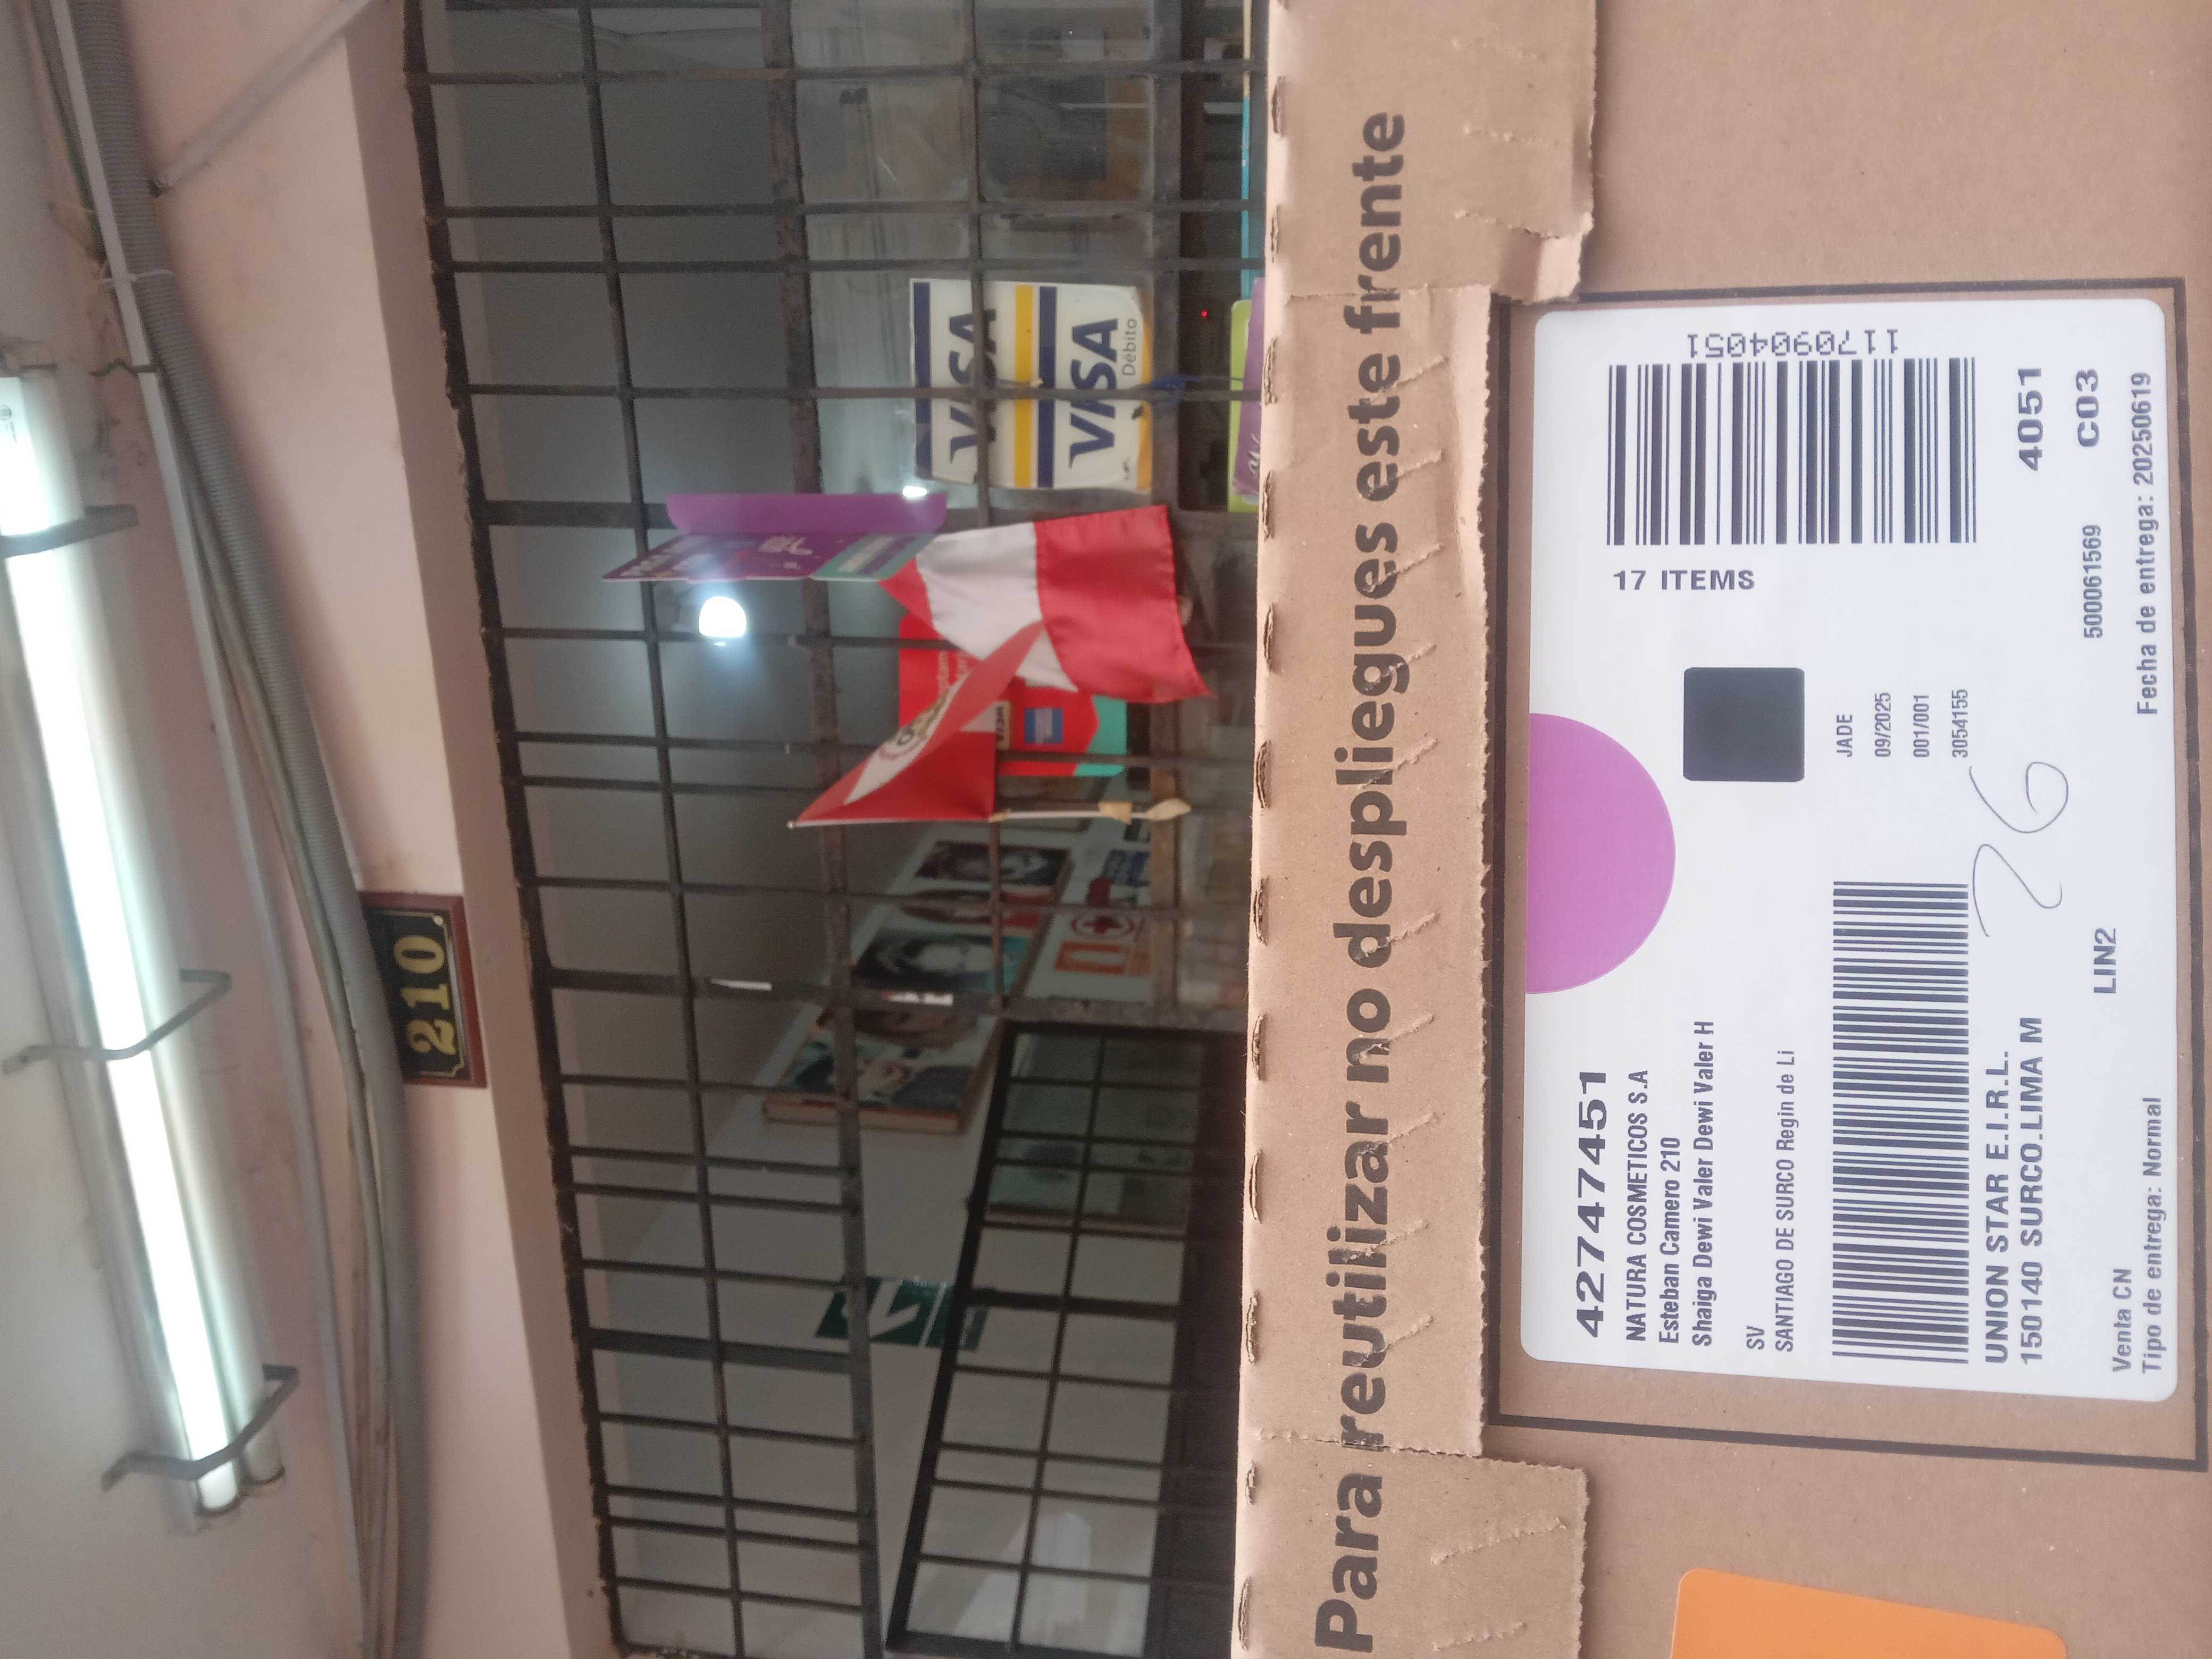 210
VISA
VISA
Débito
Para reutilizar no despliegues este frente
42747451
NATURA COSMETICOS S.A
Esteban Camero 210
Shaiga Dewi Valer Dewi Valer H
SV
SANTIAGO DE SURCO Regin de Li
UNION STAR E.I.R.L.
150140 SURCO.LIMA M
LIN2
Venta CN
Tipo de entrega: Normal
17 ITEMS
1170904051
JADE
09/2025
001/001
3054155
26
4051
500061569
C03
Fecha de entrega: 20250619